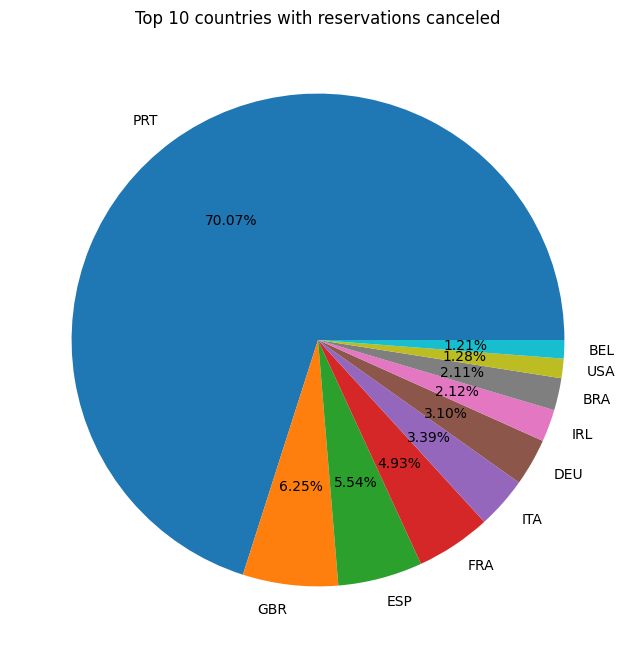 Top 10 countries with reservations canceled
PRT
70.07%
1.21%
BEL
1.28%
USA
2.11%
BRA
2.12%
IRL
3.10%
DEU
3.39%
ITA
4.93%
FRA
5.54%
ESP
6.25%
GBR